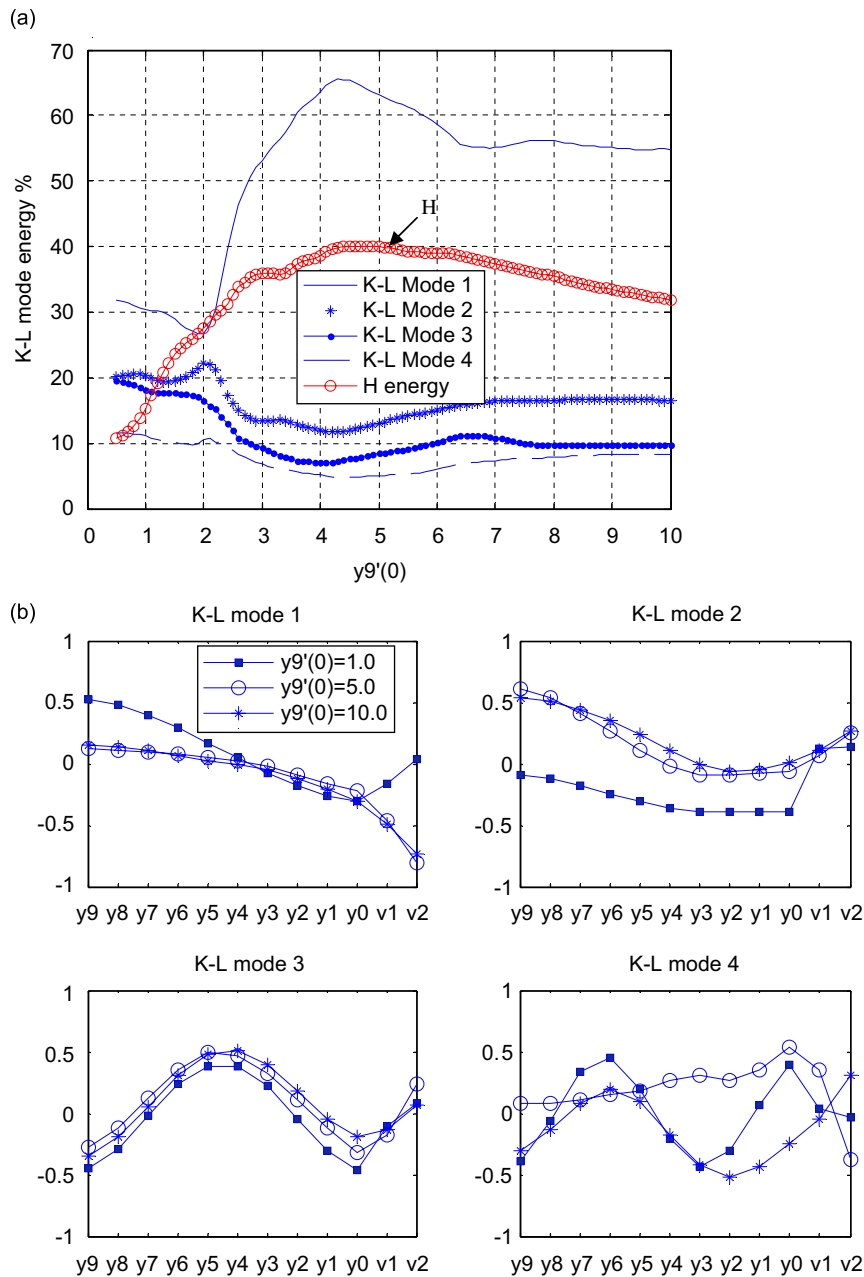 (a)
70
60
50
40
30
20
10
0
K-L mode energy %
H
K-L Mode 1
K-L Mode 2
K-L Mode 3
K-L Mode 4
H energy
0 1 2 3 4 5 6 7 8 9 10
y9'(0)
(b)
K-L mode 1
1
0.5
0
-0.5
-1
y9'(0)=1.0
y9'(0)=5.0
y9'(0)=10.0
y9 y8 y7 y6 y5 y4 y3 y2 y1 y0 v1 v2
K-L mode 2
1
0.5
0
-0.5
-1
y9 y8 y7 y6 y5 y4 y3 y2 y1 y0 v1 v2
K-L mode 3
1
0.5
0
-0.5
-1
y9 y8 y7 y6 y5 y4 y3 y2 y1 y0 v1 v2
K-L mode 4
1
0.5
0
-0.5
-1
y9 y8 y7 y6 y5 y4 y3 y2 y1 y0 v1 v2